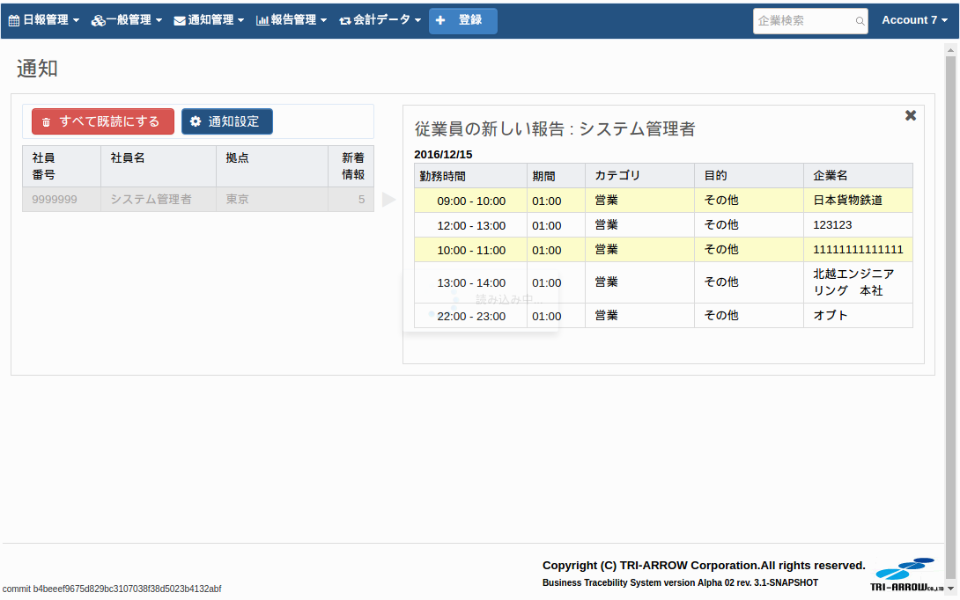 日報管理 一般管理 通知管理 報告管理 会計データ 登録 企業検索 Account 7
通知
すべて既読にする 通知設定
社員番号 社員名 拠点 新着情報
9999999 システム管理者 東京 5
従業員の新しい報告 : システム管理者
2016/12/15
勤務時間 期間 カテゴリ 目的 企業名
09:00 - 10:00 01:00 営業 その他 日本貨物鉄道
12:00 - 13:00 01:00 営業 その他 123123
10:00 - 11:00 01:00 営業 その他 11111111111111
13:00 - 14:00 01:00 営業 その他 北越エンジニアリング 本社
読み込み中...
22:00 - 23:00 01:00 営業 その他 オプト
Copyright (C) TRI-ARROW Corporation.All rights reserved.
Business Tracebility System version Alpha 02 rev. 3.1-SNAPSHOT
TRI-ARROW CO.,LTD
commit b4beeef9675d829bc3107038f38d5023b4132abf